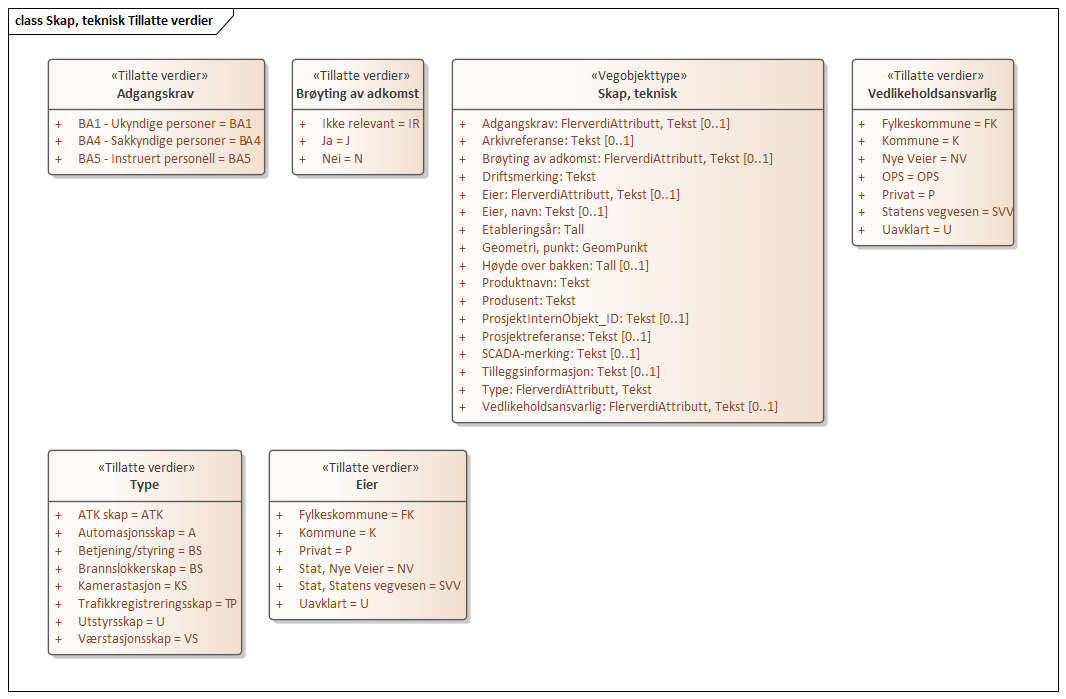 class Skap, teknisk Tillatte verdier
«Tillatte verdier»
Adgangskrav
+ BA1 - Ukyndige personer = BA1
+ BA4 - Sakkyndige personer = BA4
+ BA5 - Instruert personell = BA5
«Tillatte verdier»
Brøyting av adkomst
+ Ikke relevant = IR
+ Ja = J
+ Nei = N
«Vegobjekttype»
Skap, teknisk
+ Adgangskrav: FlerverdiAttributt, Tekst [0..1]
+ Arkivreferanse: Tekst [0..1]
+ Brøyting av adkomst: FlerverdiAttributt, Tekst [0..1]
+ Driftsmerking: Tekst
+ Eier: FlerverdiAttributt, Tekst [0..1]
+ Eier, navn: Tekst [0..1]
+ Etableringsår: Tall
+ Geometri, punkt: GeomPunkt
+ Høyde over bakken: Tall [0..1]
+ Produktnavn: Tekst
+ Produsent: Tekst
+ ProsjektInternObjekt_ID: Tekst [0..1]
+ Prosjektreferanse: Tekst [0..1]
+ SCADA-merking: Tekst [0..1]
+ Tilleggsinformasjon: Tekst [0..1]
+ Type: FlerverdiAttributt, Tekst
+ Vedlikeholdsansvarlig: FlerverdiAttributt, Tekst [0..1]
«Tillatte verdier»
Vedlikeholdsansvarlig
+ Fylkeskommune = FK
+ Kommune = K
+ Nye Veier = NV
+ OPS = OPS
+ Privat = P
+ Statens vegvesen = SVV
+ Uavklart = U
«Tillatte verdier»
Type
+ ATK skap = ATK
+ Automasjonsskap = A
+ Betjening/styring = BS
+ Brannslokkerskap = BS
+ Kamerastasjon = KS
+ Trafikkregistreringsskap = TP
+ Utstyrsskap = U
+ Værstasjonsskap = VS
«Tillatte verdier»
Eier
+ Fylkeskommune = FK
+ Kommune = K
+ Privat = P
+ Stat, Nye Veier = NV
+ Stat, Statens vegvesen = SVV
+ Uavklart = U